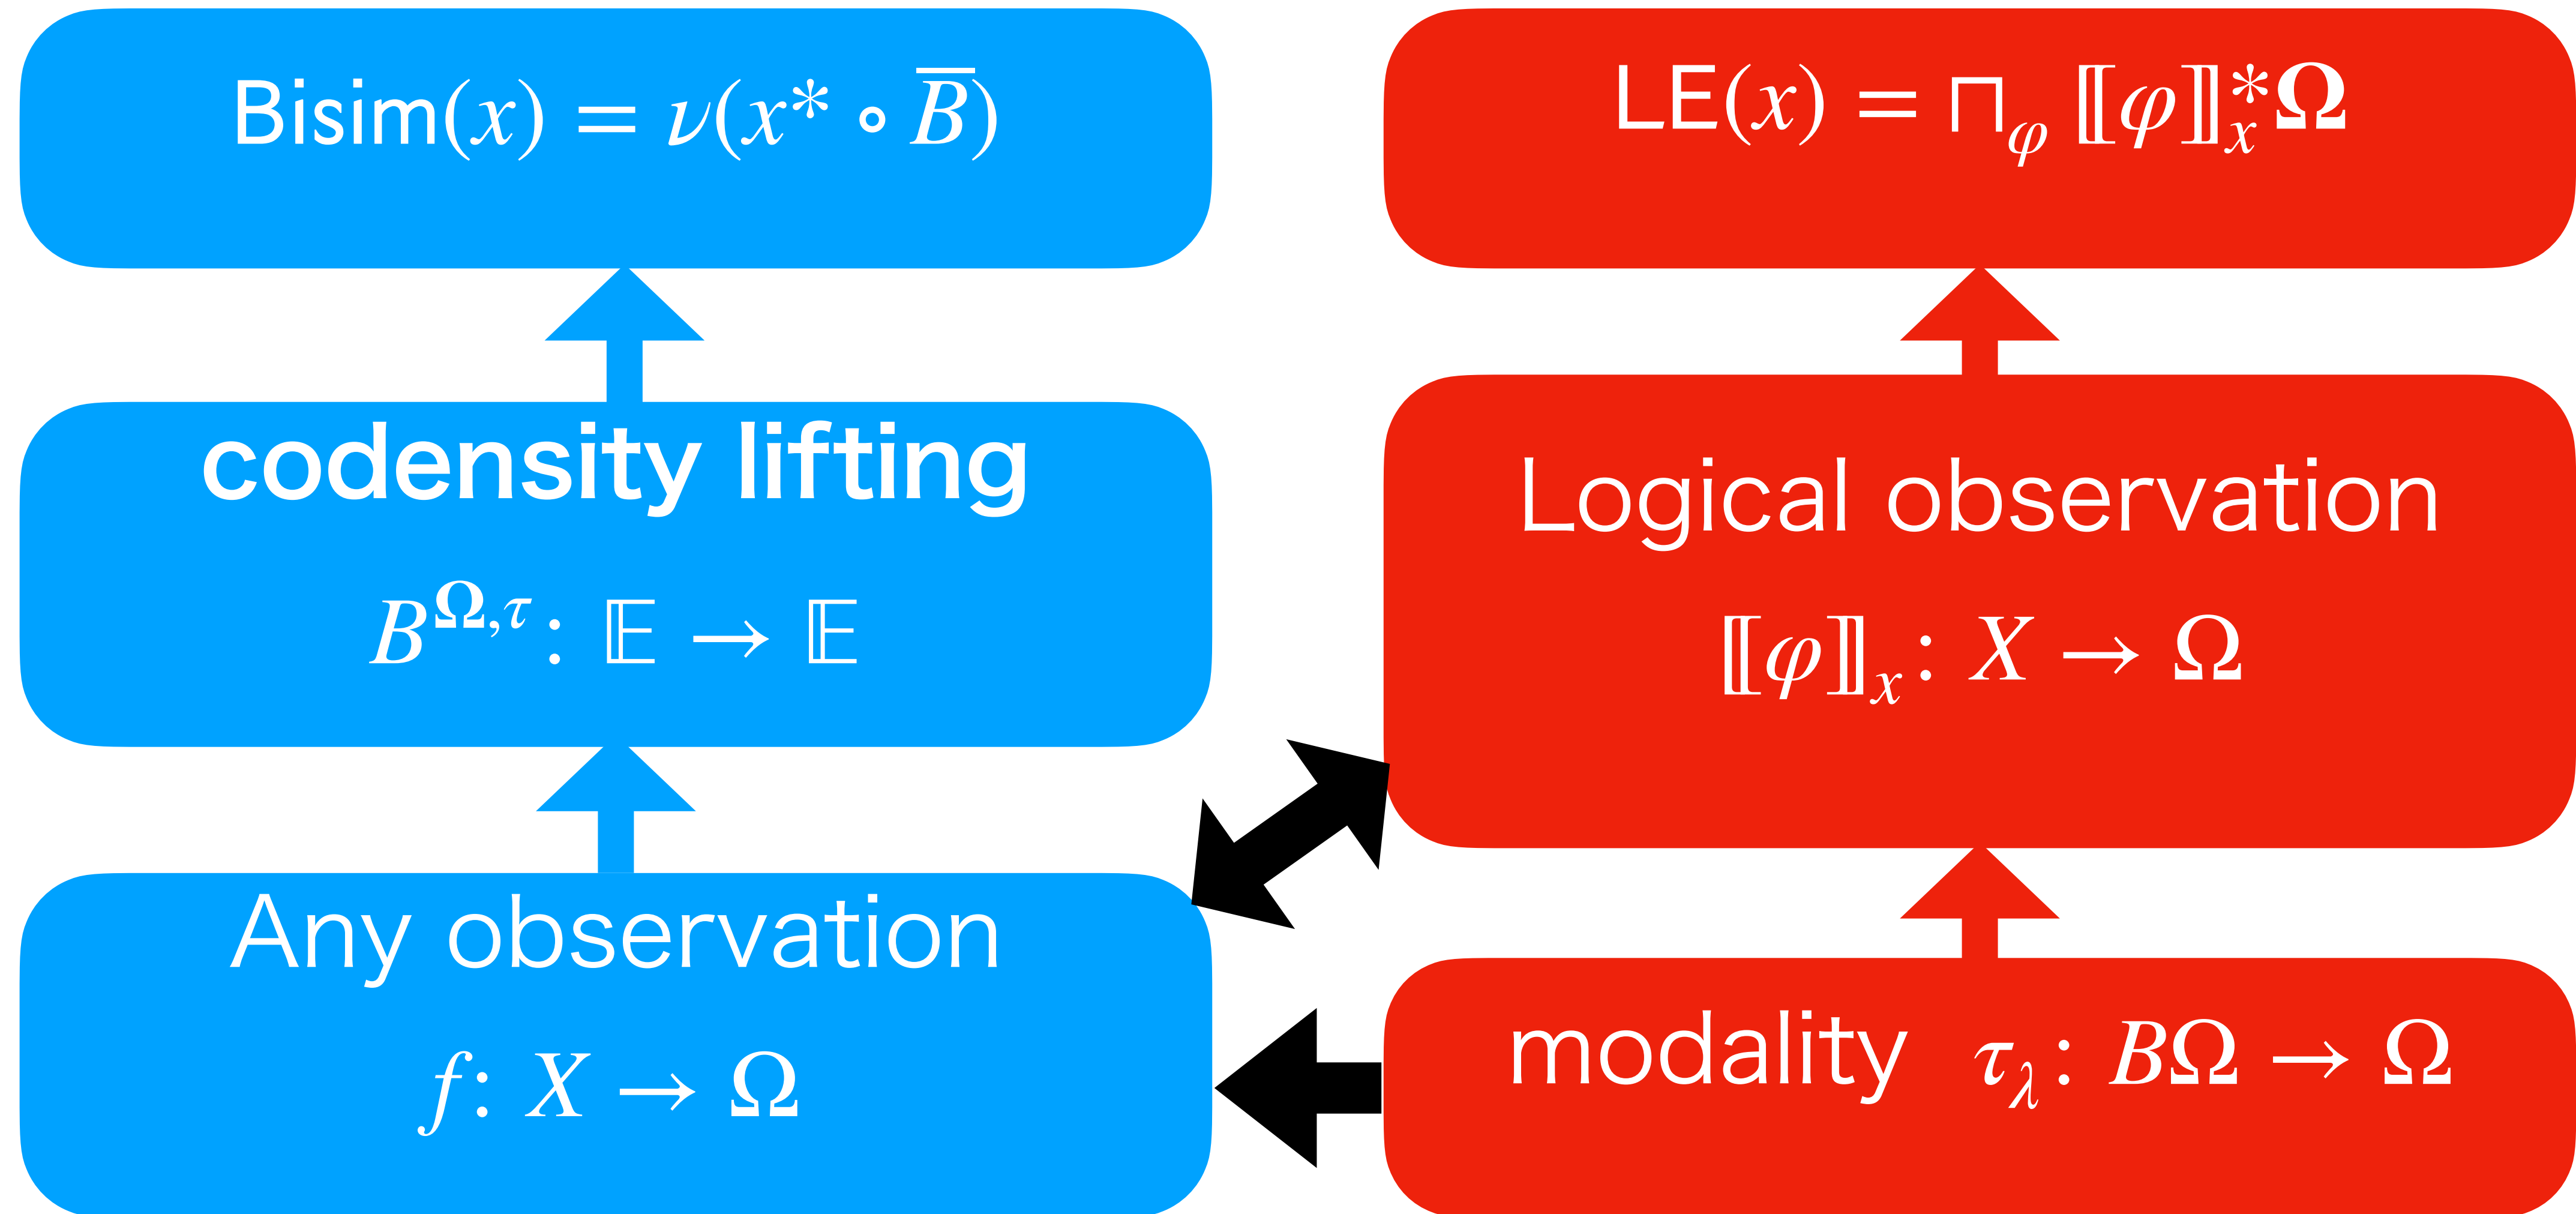 Bisim(x) = ν(x* ∘ B̅)
codensity lifting
B^{Ω,τ} : 𝔼 → 𝔼
Any observation
f : X → Ω
LE(x) = ⊓_φ ⟦φ⟧*_x Ω
Logical observation
⟦φ⟧_x : X → Ω
modality τ_λ : BΩ → Ω